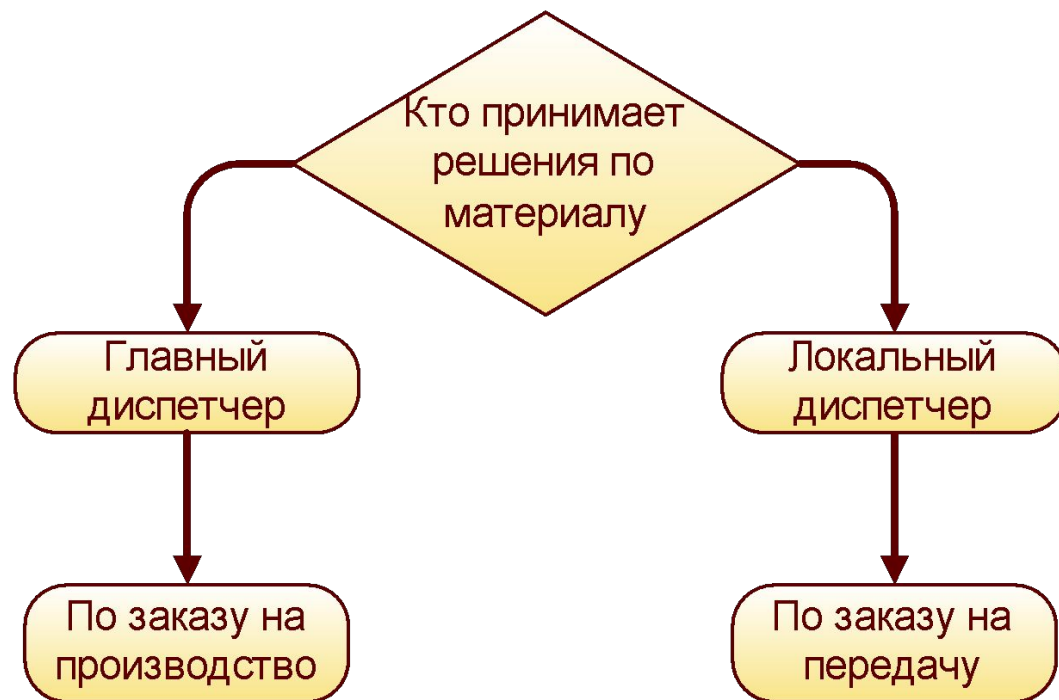 Кто принимает
решения по
материалу
Главный
диспетчер
Локальный
диспетчер
По заказу на
производство
По заказу на
передачу